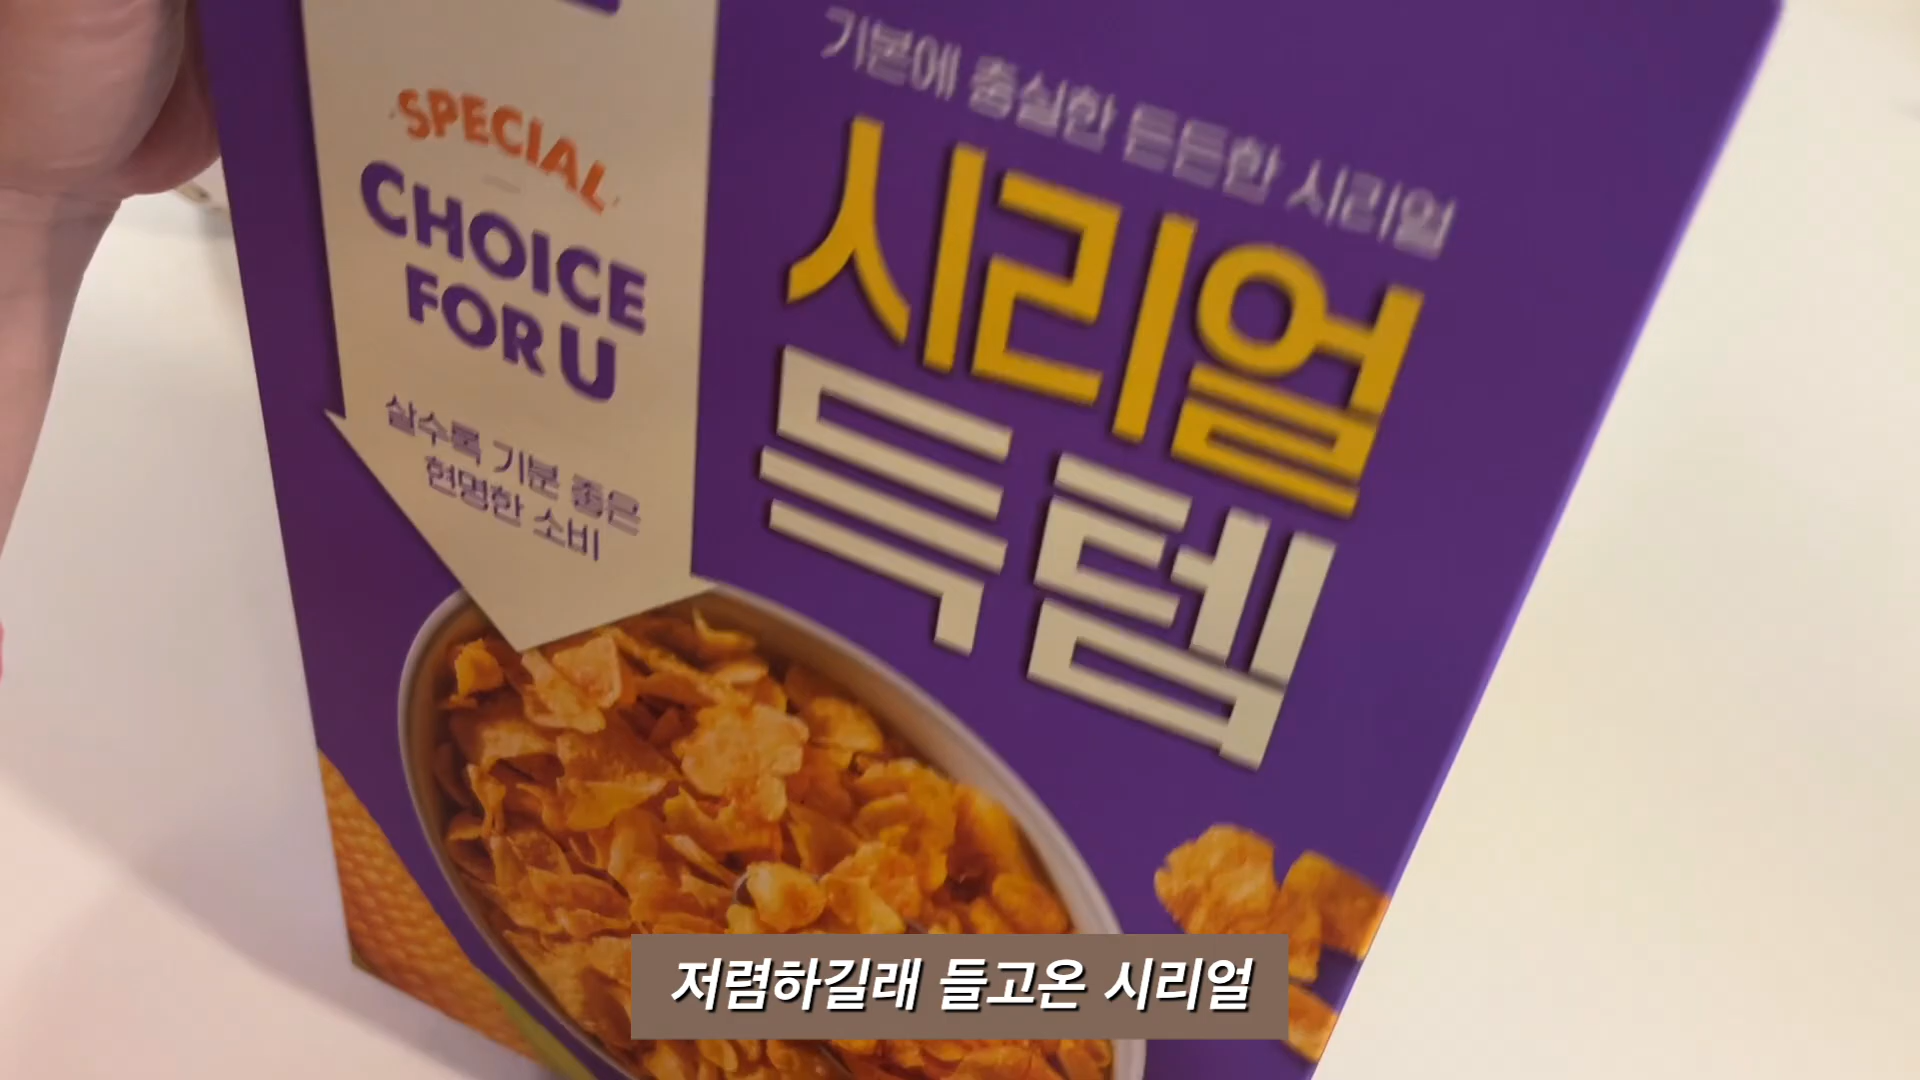 SPECIAL
CHOICE
FOR U
살수록 기분 좋은
현명한 소비
기본에 충실한 든든한 시리얼
시리얼
득템
저렴하길래 들고온 시리얼